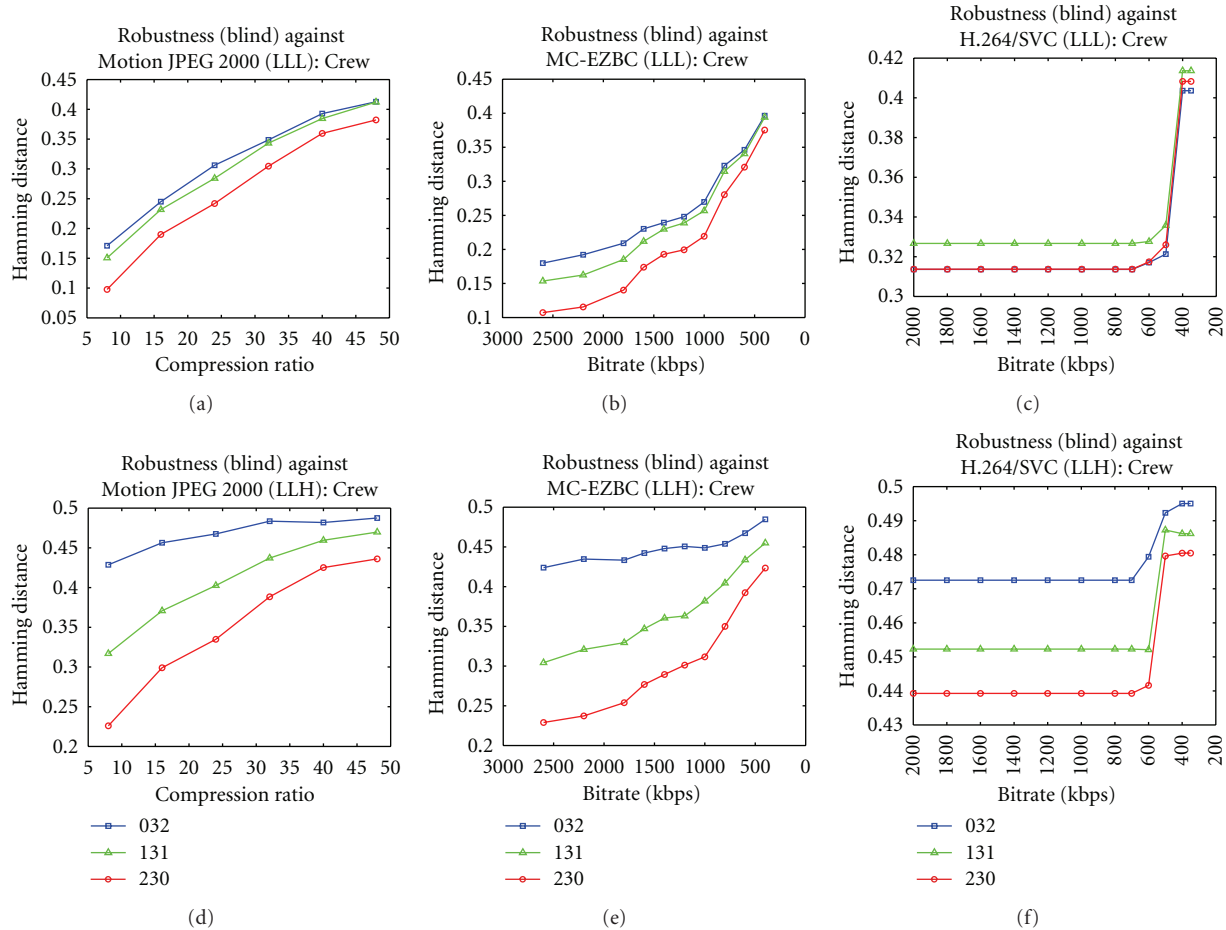 Robustness (blind) against
Motion JPEG 2000 (LLL): Crew
0.45
0.4
0.35
0.3
0.25
0.2
0.15
0.1
0.05
Hamming distance
5 10 15 20 25 30 35 40 45 50
Compression ratio
(a)
Robustness (blind) against
MC-EZBC (LLL): Crew
0.45
0.4
0.35
0.3
0.25
0.2
0.15
0.1
Hamming distance
3000 2500 2000 1500 1000 500 0
Bitrate (kbps)
(b)
Robustness (blind) against
H.264/SVC (LLL): Crew
0.42
0.4
0.38
0.36
0.34
0.32
0.3
Hamming distance
2000 1800 1600 1400 1200 1000 800 600 400 200
Bitrate (kbps)
(c)
Robustness (blind) against
Motion JPEG 2000 (LLH): Crew
0.5
0.45
0.4
0.35
0.3
0.25
0.2
Hamming distance
5 10 15 20 25 30 35 40 45 50
Compression ratio
032
131
230
(d)
Robustness (blind) against
MC-EZBC (LLH): Crew
0.5
0.45
0.4
0.35
0.3
0.25
0.2
Hamming distance
3000 2500 2000 1500 1000 500 0
Bitrate (kbps)
032
131
230
(e)
Robustness (blind) against
H.264/SVC (LLH): Crew
0.5
0.49
0.48
0.47
0.46
0.45
0.44
0.43
Hamming distance
2000 1800 1600 1400 1200 1000 800 600 400 200
Bitrate (kbps)
032
131
230
(f)